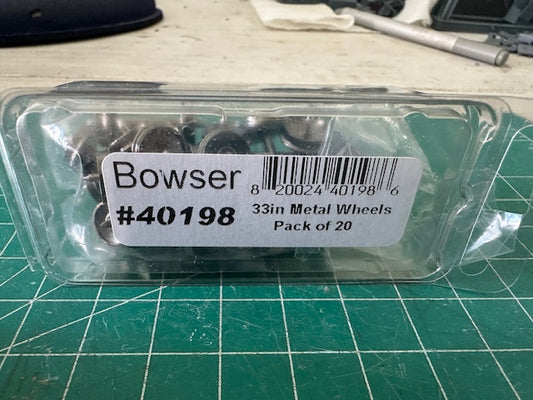 Bowser
8 20024 40198 6
#40198
33in Metal Wheels
Pack of 20